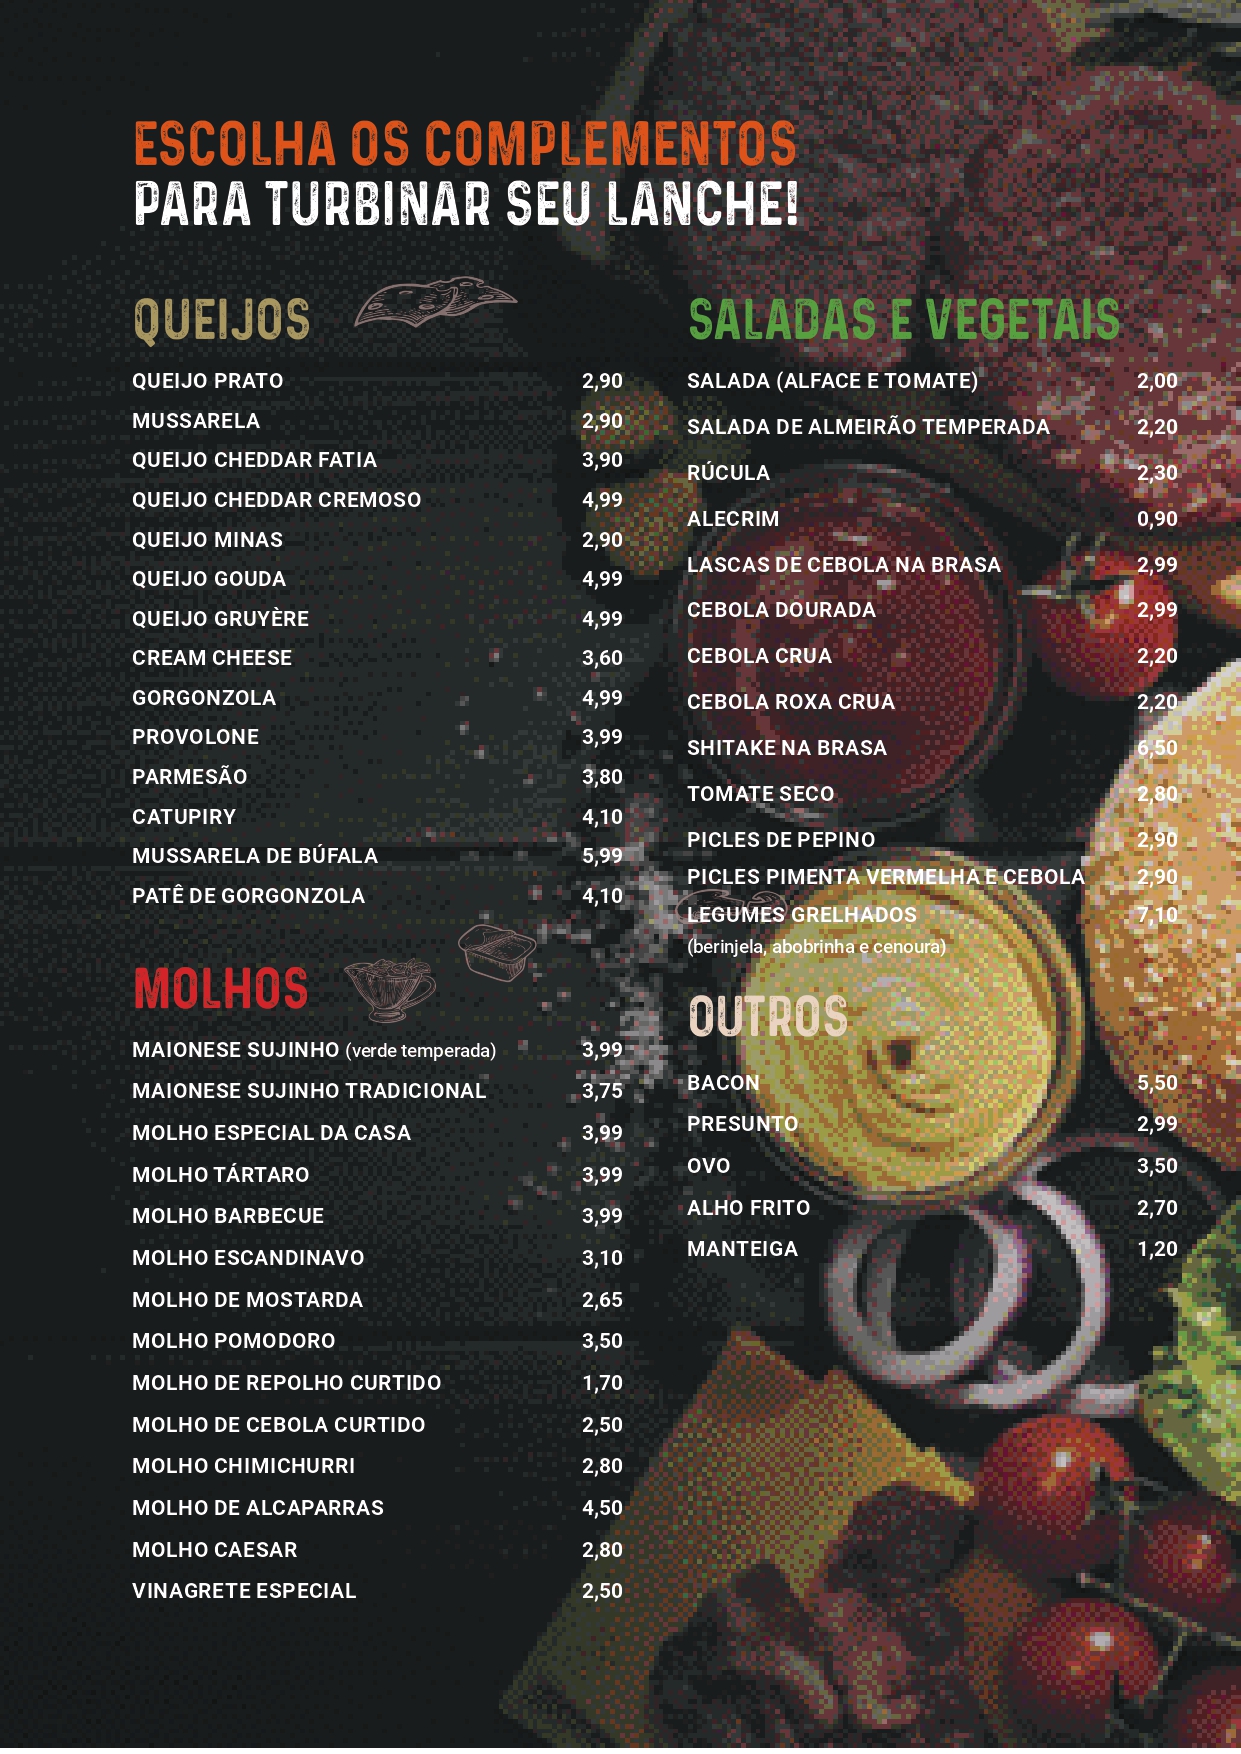 ESCOLHA OS COMPLEMENTOS
PARA TURBINAR SEU LANCHE!
QUEIJOS
QUEIJO PRATO 2,90
MUSSARELA 2,90
QUEIJO CHEDDAR FATIA 3,90
QUEIJO CHEDDAR CREMOSO 4,99
QUEIJO MINAS 2,90
QUEIJO GOUDA 4,99
QUEIJO GRUYÈRE 4,99
CREAM CHEESE 3,60
GORGONZOLA 4,99
PROVOLONE 3,99
PARMESÃO 3,80
CATUPIRY 4,10
MUSSARELA DE BÚFALA 5,99
PATÊ DE GORGONZOLA 4,10
MOLHOS
MAIONESE SUJINHO (verde temperada) 3,99
MAIONESE SUJINHO TRADICIONAL 3,75
MOLHO ESPECIAL DA CASA 3,99
MOLHO TÁRTARO 3,99
MOLHO BARBECUE 3,99
MOLHO ESCANDINAVO 3,10
MOLHO DE MOSTARDA 2,65
MOLHO POMODORO 3,50
MOLHO DE REPOLHO CURTIDO 1,70
MOLHO DE CEBOLA CURTIDO 2,50
MOLHO CHIMICHURRI 2,80
MOLHO DE ALCAPARRAS 4,50
MOLHO CAESAR 2,80
VINAGRETE ESPECIAL 2,50
SALADAS E VEGETAIS
SALADA (ALFACE E TOMATE) 2,00
SALADA DE ALMEIRÃO TEMPERADA 2,20
RÚCULA 2,30
ALECRIM 0,90
LASCAS DE CEBOLA NA BRASA 2,99
CEBOLA DOURADA 2,99
CEBOLA CRUA 2,20
CEBOLA ROXA CRUA 2,20
SHITAKE NA BRASA 6,50
TOMATE SECO 2,80
PICLES DE PEPINO 2,90
PICLES PIMENTA VERMELHA E CEBOLA 2,90
LEGUMES GRELHADOS 7,10
(berinjela, abobrinha e cenoura)
OUTROS
BACON 5,50
PRESUNTO 2,99
OVO 3,50
ALHO FRITO 2,70
MANTEIGA 1,20